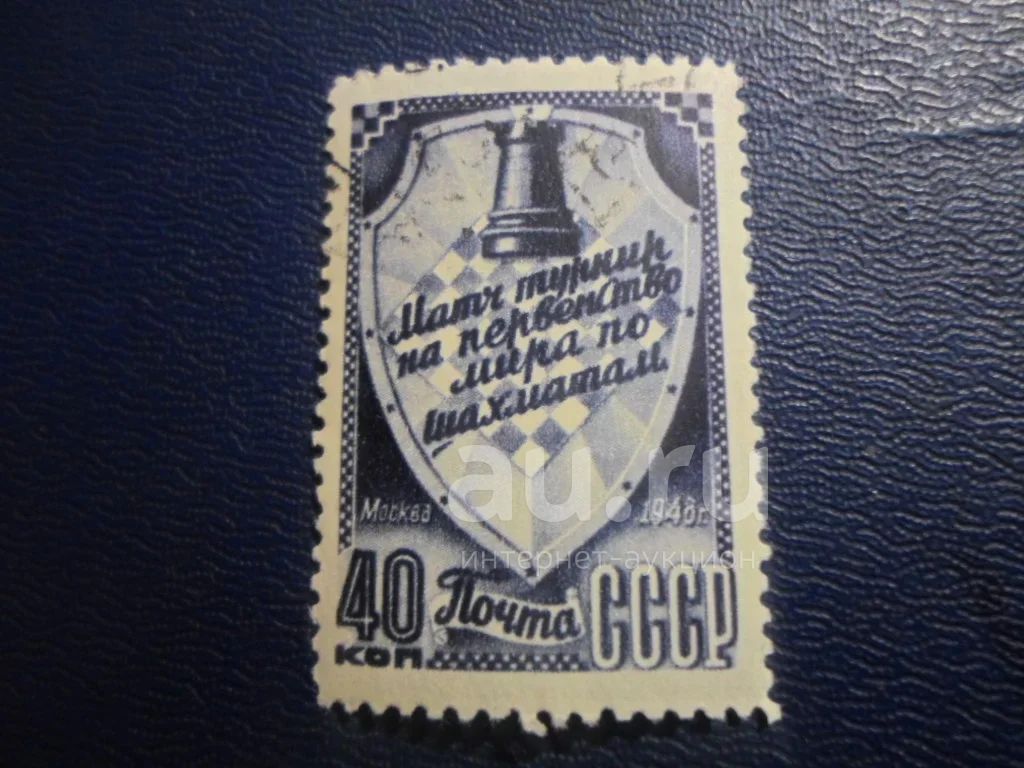 Матч турнир
на первенство
мира по
шахматам.
Москва 1948г.
40 коп Почта СССР
au.ru
интернет-аукцион